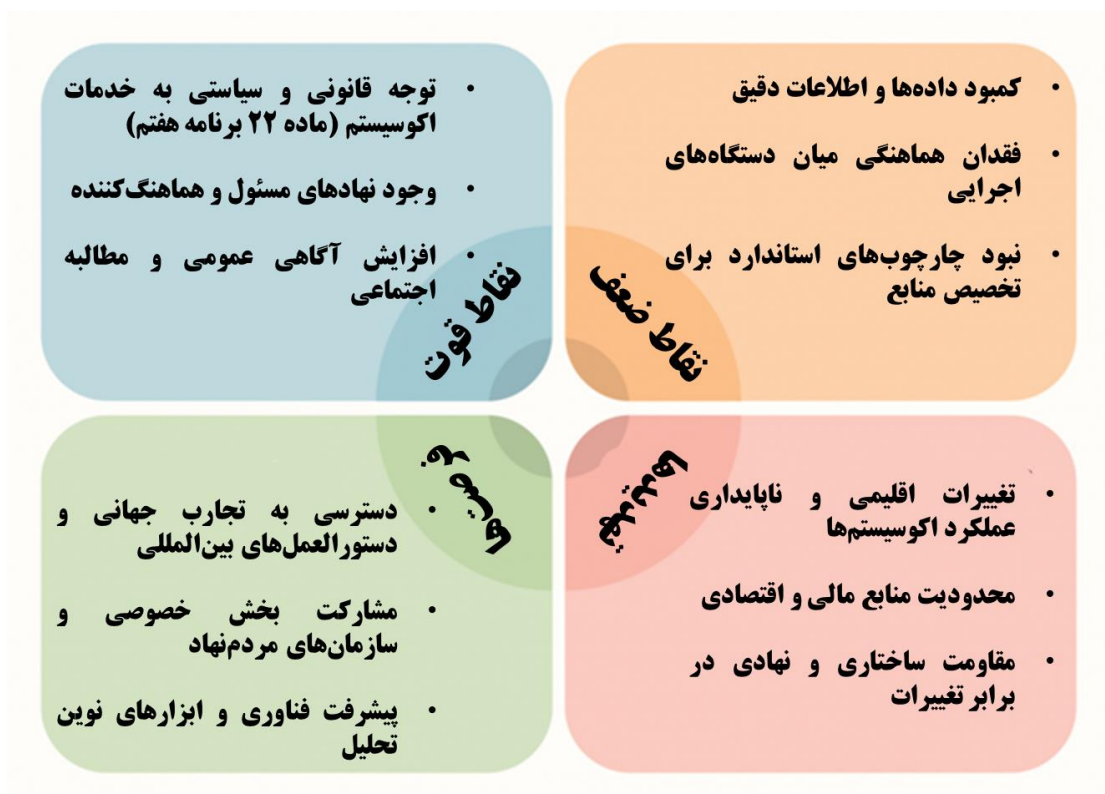 کمبود داده‌ها و اطلاعات دقیق
فقدان هماهنگی میان دستگاه‌های
اجرایی
نبود چارچوب‌های استاندارد برای
تخصیص منابع
نقاط ضعف
توجه قانونی و سیاستی به خدمات
اکوسیستم (ماده ۲۲ برنامه هفتم)
وجود نهادهای مسئول و هماهنگ‌کننده
افزایش آگاهی عمومی و مطالبه
اجتماعی
نقاط قوت
تهدیدها
تغییرات اقلیمی و ناپایداری
عملکرد اکوسیستم‌ها
محدودیت منابع مالی و اقتصادی
مقاومت ساختاری و نهادی در
برابر تغییرات
فرصت‌ها
دسترسی به تجارب جهانی و
دستورالعمل‌های بین‌المللی
مشارکت بخش خصوصی و
سازمان‌های مردم‌نهاد
پیشرفت فناوری و ابزارهای نوین
تحلیل